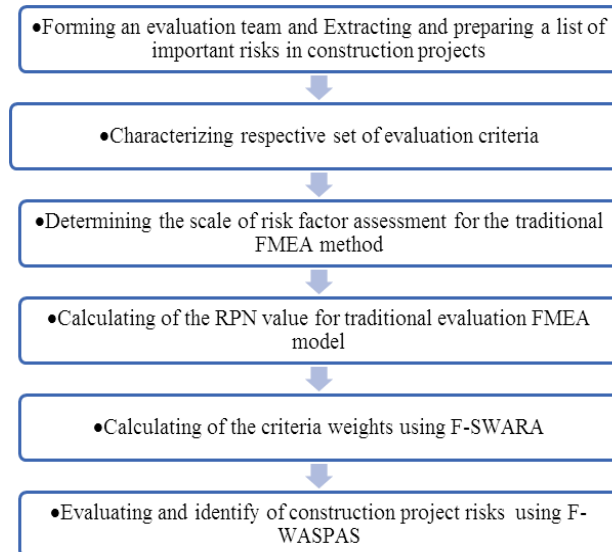 •Forming an evaluation team and Extracting and preparing a list of
important risks in construction projects
•Characterizing respective set of evaluation criteria
•Determining the scale of risk factor assessment for the traditional
FMEA method
•Calculating of the RPN value for traditional evaluation FMEA
model
•Calculating of the criteria weights using F-SWARA
•Evaluating and identify of construction project risks using F-
WASPAS